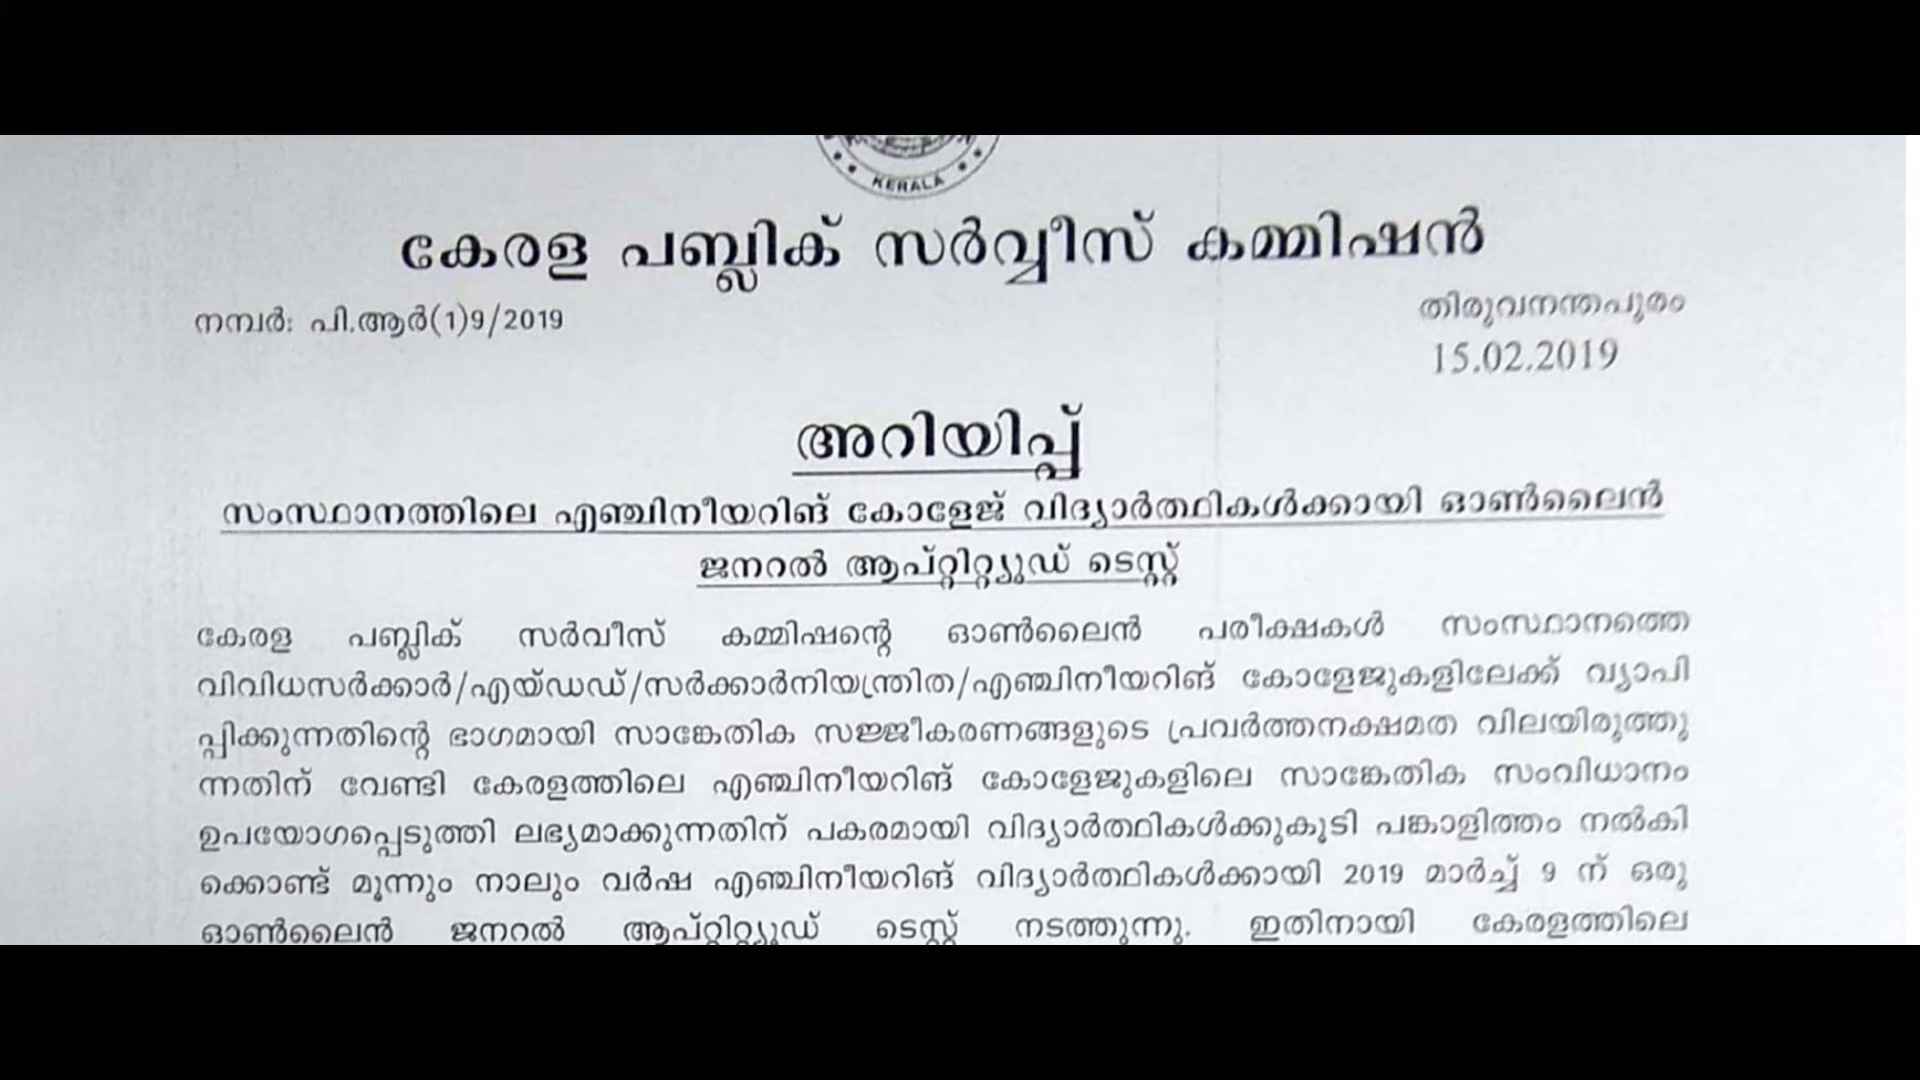 KERALA
കേരള പബ്ലിക് സർവ്വീസ് കമ്മിഷൻ
നമ്പർ: പി.ആർ(1)9/2019
തിരുവനന്തപുരം
15.02.2019
അറിയിപ്പ്
സംസ്ഥാനത്തിലെ എഞ്ചിനീയറിങ് കോളേജ് വിദ്യാർത്ഥികൾക്കായി ഓൺലൈൻ
ജനറൽ ആപ്റ്റിറ്റ്യുഡ് ടെസ്റ്റ്
കേരള പബ്ലിക് സർവീസ് കമ്മിഷന്റെ ഓൺലൈൻ പരീക്ഷകൾ സംസ്ഥാനത്തെ
വിവിധസർക്കാർ/എയ്ഡഡ്/സർക്കാർനിയന്ത്രിത/എഞ്ചിനീയറിങ് കോളേജുകളിലേക്ക് വ്യാപി
പ്പിക്കുന്നതിന്റെ ഭാഗമായി സാങ്കേതിക സജ്ജീകരണങ്ങളുടെ പ്രവർത്തനക്ഷമത വിലയിരുത്തു
ന്നതിന് വേണ്ടി കേരളത്തിലെ എഞ്ചിനീയറിങ് കോളേജുകളിലെ സാങ്കേതിക സംവിധാനം
ഉപയോഗപ്പെടുത്തി ലഭ്യമാക്കുന്നതിന് പകരമായി വിദ്യാർത്ഥികൾക്കുകൂടി പങ്കാളിത്തം നൽകി
ക്കൊണ്ട് മൂന്നും നാലും വർഷ എഞ്ചിനീയറിങ് വിദ്യാർത്ഥികൾക്കായി 2019 മാർച്ച് 9 ന് ഒരു
ഓൺലൈൻ ജനറൽ ആപ്റ്റിറ്റ്യുഡ് ടെസ്റ്റ് നടത്തുന്നു. ഇതിനായി കേരളത്തിലെ